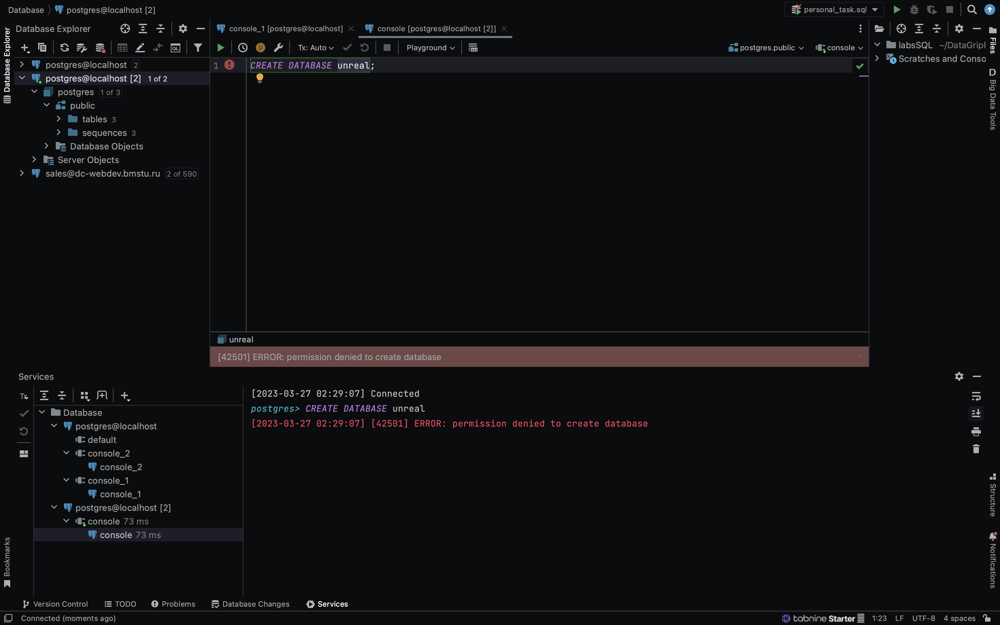 Database postgres@localhost [2] personal_task.sql
Database Explorer
console_1 [postgres@localhost] console [postgres@localhost [2]]
Tx: Auto Playground postgres.public console
postgres@localhost 2
postgres@localhost [2] 1 of 2
postgres 1 of 3
public
tables 3
sequences 3
Database Objects
Server Objects
sales@dc-webdev.bmstu.ru 2 of 590
1 CREATE DATABASE unreal;
labsSQL ~/DataGrip
Scratches and Conso
Database Explorer
Files
D Big Data Tools
unreal
[42501] ERROR: permission denied to create database
Services
Tx
Database
postgres@localhost
default
console_2
console_2
console_1
console_1
postgres@localhost [2]
console 73 ms
console 73 ms
[2023-03-27 02:29:07] Connected
postgres> CREATE DATABASE unreal
[2023-03-27 02:29:07] [42501] ERROR: permission denied to create database
Structure
Notifications
Bookmarks
Version Control TODO Problems Database Changes Services
Connected (moments ago) tabnine Starter 1:23 LF UTF-8 4 spaces